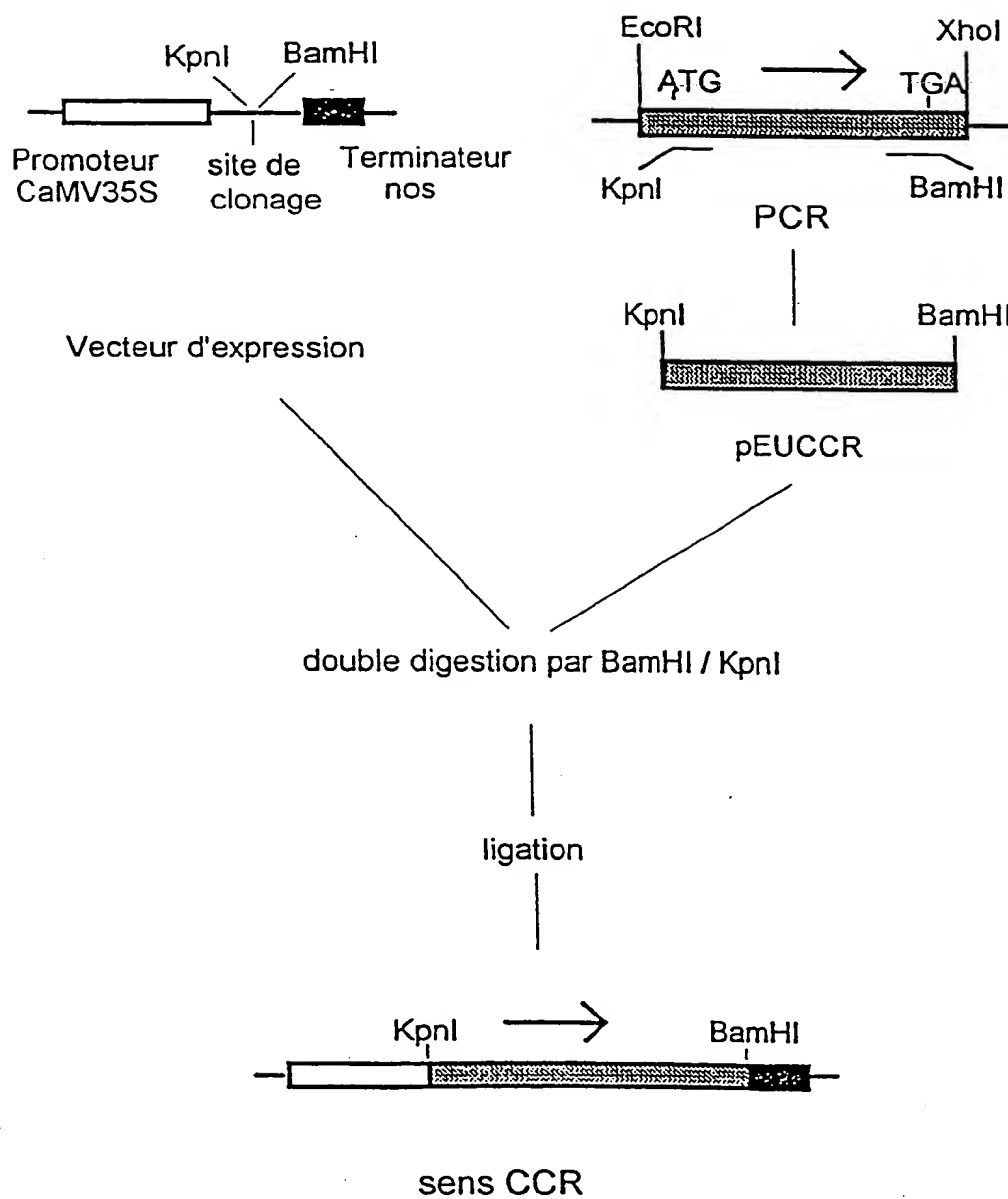 KpnI BamHI
Promoteur CaMV35S
site de clonage
Terminateur nos
Vecteur d'expression
EcoRI XhoI
ATG TGA
KpnI BamHI
PCR
KpnI BamHI
pEUCCR
double digestion par BamHI / KpnI
ligation
KpnI BamHI
sens CCR